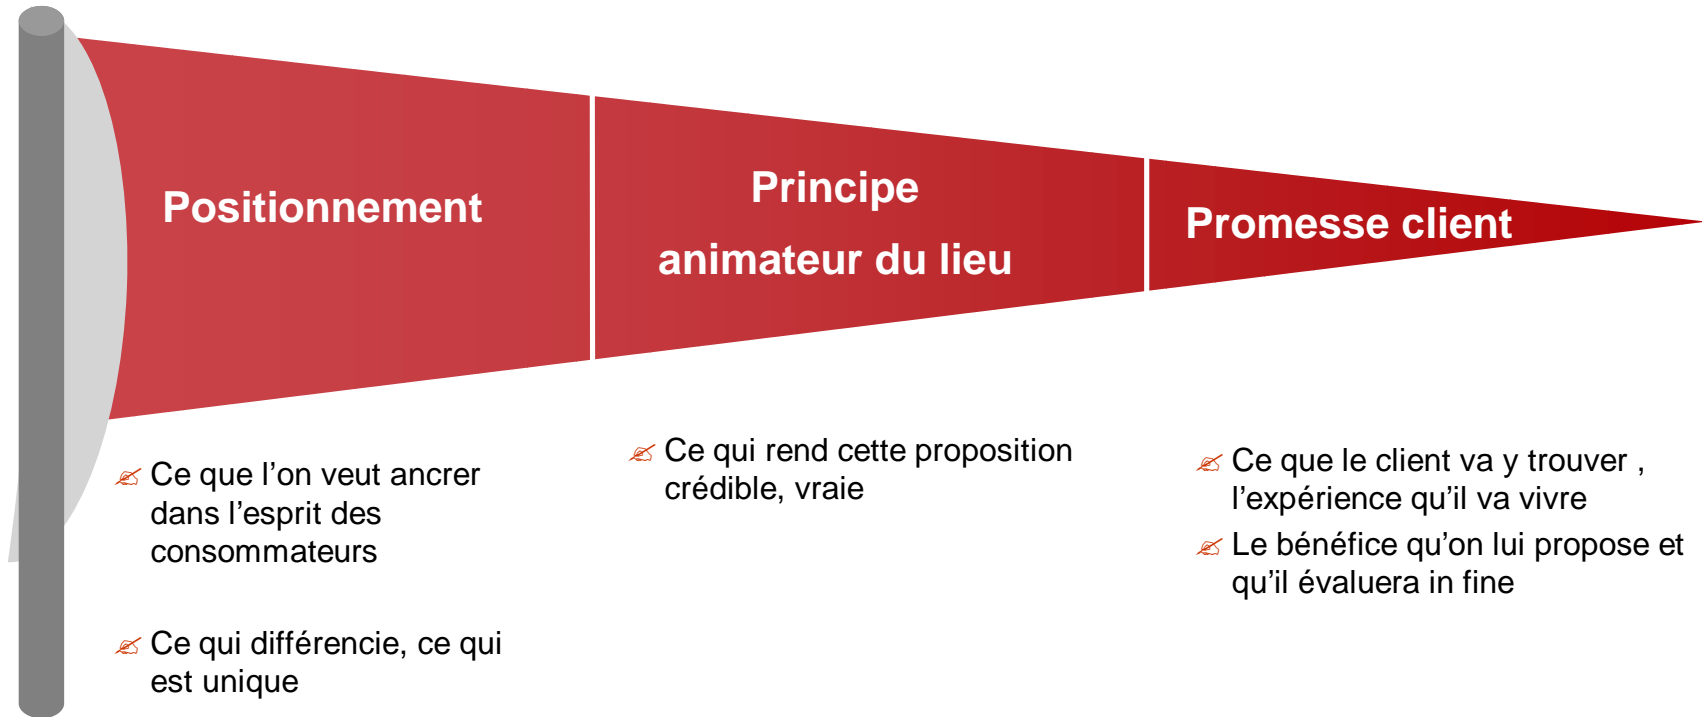 Positionnement
Principe
animateur du lieu
Promesse client
Ce que l’on veut ancrer
dans l’esprit des
consommateurs
Ce qui différencie, ce qui
est unique
Ce qui rend cette proposition
crédible, vraie
Ce que le client va y trouver ,
l’expérience qu’il va vivre
Le bénéfice qu’on lui propose et
qu’il évaluera in fine